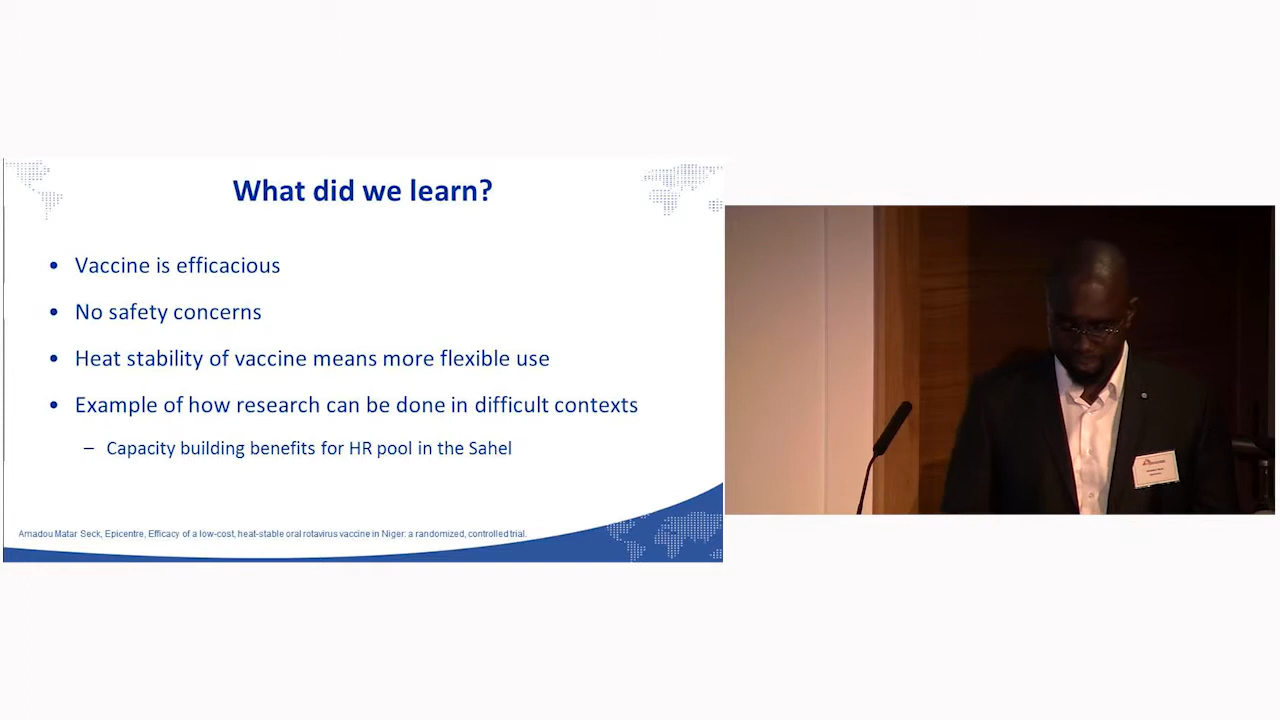 What did we learn?
• Vaccine is efficacious
• No safety concerns
• Heat stability of vaccine means more flexible use
• Example of how research can be done in difficult contexts
– Capacity building benefits for HR pool in the Sahel
Amadou Matar Seck, Epicentre, Efficacy of a low-cost, heat-stable oral rotavirus vaccine in Niger: a randomized, controlled trial.